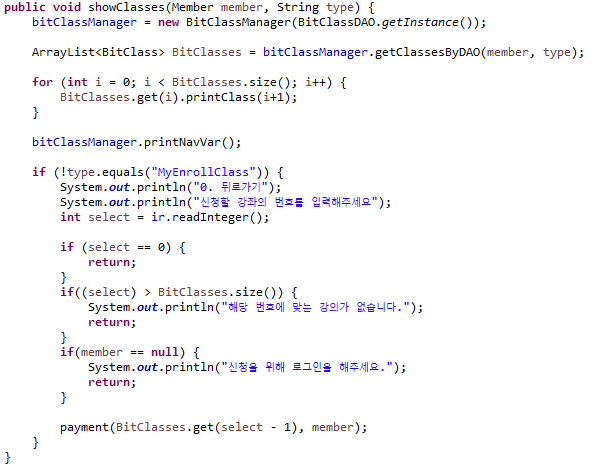 public void showClasses(Member member, String type) {
bitClassManager = new BitClassManager(BitClassDAO.getInstance());
ArrayList<BitClass> BitClasses = bitClassManager.getClassesByDAO(member, type);
for (int i = 0; i < BitClasses.size(); i++) {
BitClasses.get(i).printClass(i+1);
}
bitClassManager.printNavVar();
if (!type.equals("MyEnrollClass")) {
System.out.println("0. 뒤로가기");
System.out.println("신청할 강좌의 번호를 입력해주세요");
int select = ir.readInteger();
if (select == 0) {
return;
}
if((select) > BitClasses.size()) {
System.out.println("해당 번호에 맞는 강의가 없습니다.");
return;
}
if(member == null) {
System.out.println("신청을 위해 로그인을 해주세요.");
return;
}
payment(BitClasses.get(select - 1), member);
}
}